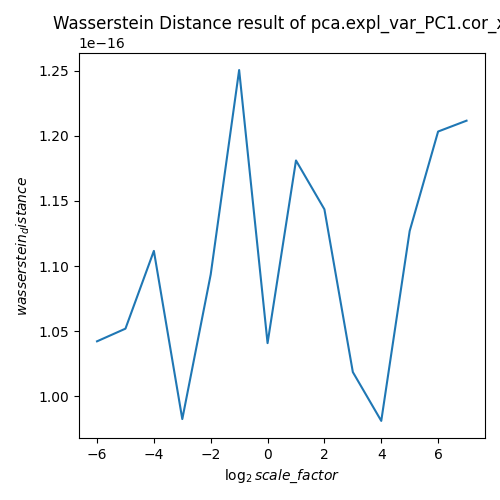 Wasserstein Distance result of pca.expl_var_PC1.cor_x
1e−16
1.25
1.20
1.15
1.10
1.05
1.00
wasserstein_distance
−6 −4 −2 0 2 4 6
log₂ scale_factor